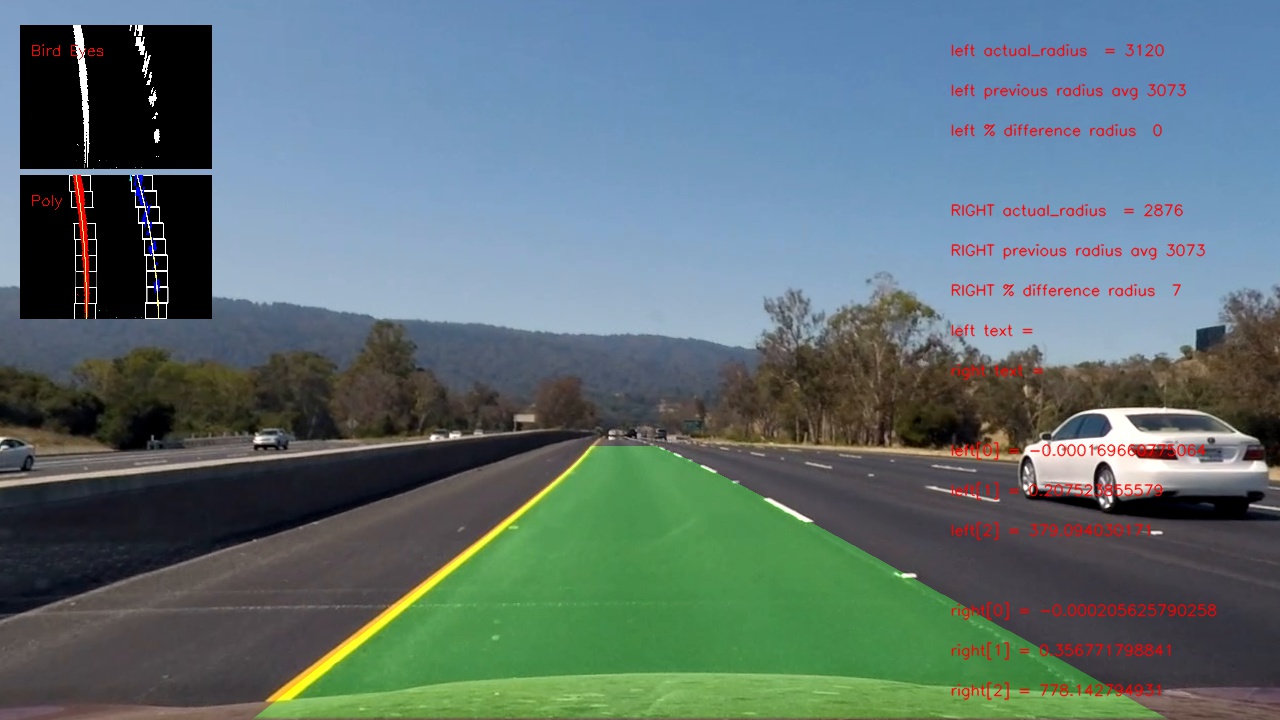 Bird Eyes
Poly
left actual_radius = 3120
left previous radius avg 3073
left % difference radius 0
RIGHT actual_radius = 2876
RIGHT previous radius avg 3073
RIGHT % difference radius 7
left text =
right text =
left[0] = -0.000169660775064
left[1] = 0.207523855579
left[2] = 379.094030171
right[0] = -0.000205625790258
right[1] = 0.356771798841
right[2] = 778.142794931